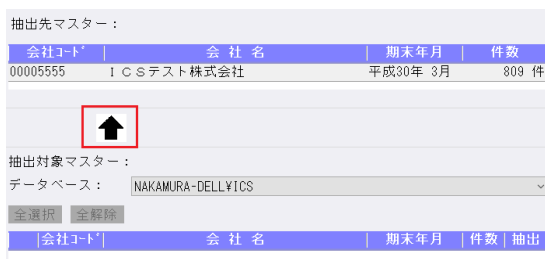 抽出先マスター：
会社ｺｰﾄﾞ | 会 社 名 | 期末年月 | 件数
00005555 ＩＣＳテスト株式会社 平成30年 3月 809 件
抽出対象マスター：
データベース： NAKAMURA-DELL¥ICS
全選択 全解除
|会社ｺｰﾄﾞ| 会 社 名 | 期末年月 |件数|抽出